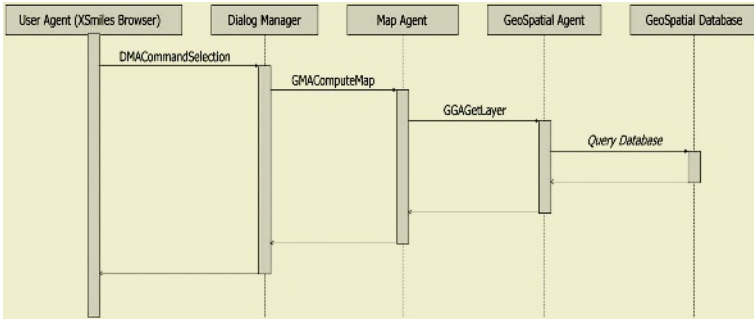 User Agent (XSmiles Browser)
Dialog Manager
Map Agent
GeoSpatial Agent
GeoSpatial Database
DMACommandSelection
GMAComputeMap
GGAGetLayer
Query Database